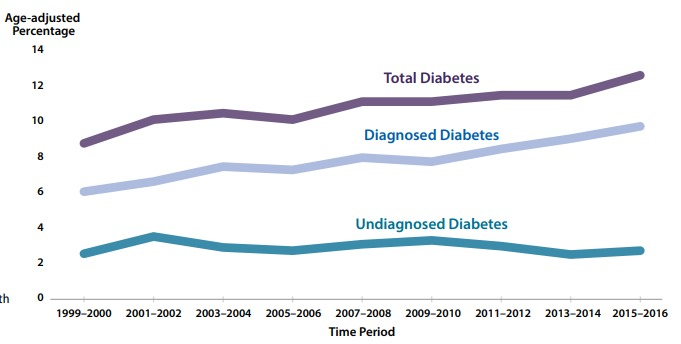 Age-adjusted
Percentage
14
12
10
8
6
4
2
0
Total Diabetes
Diagnosed Diabetes
Undiagnosed Diabetes
th
1999–2000 2001–2002 2003–2004 2005–2006 2007–2008 2009–2010 2011–2012 2013–2014 2015–2016
Time Period